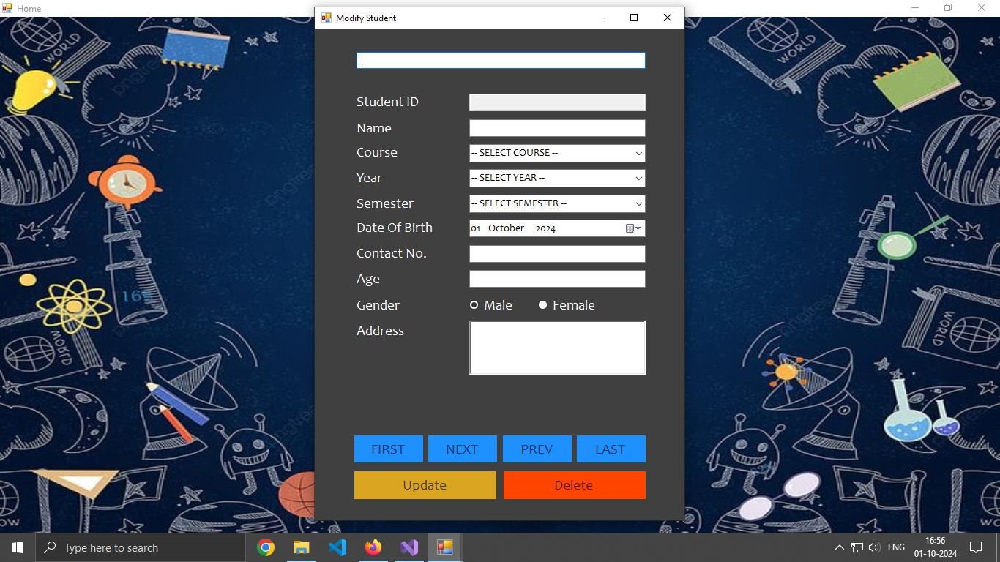 Home
Modify Student
WORLD
WORLD
Student ID
Name
Course
-- SELECT COURSE --
Year
-- SELECT YEAR --
Semester
-- SELECT SEMESTER --
Date Of Birth
01 October 2024
Contact No.
Age
Gender
Male
Female
Address
16%
WORLD
WORLD
FIRST
NEXT
PREV
LAST
Update
Delete
Type here to search
ENG
16:56
01-10-2024